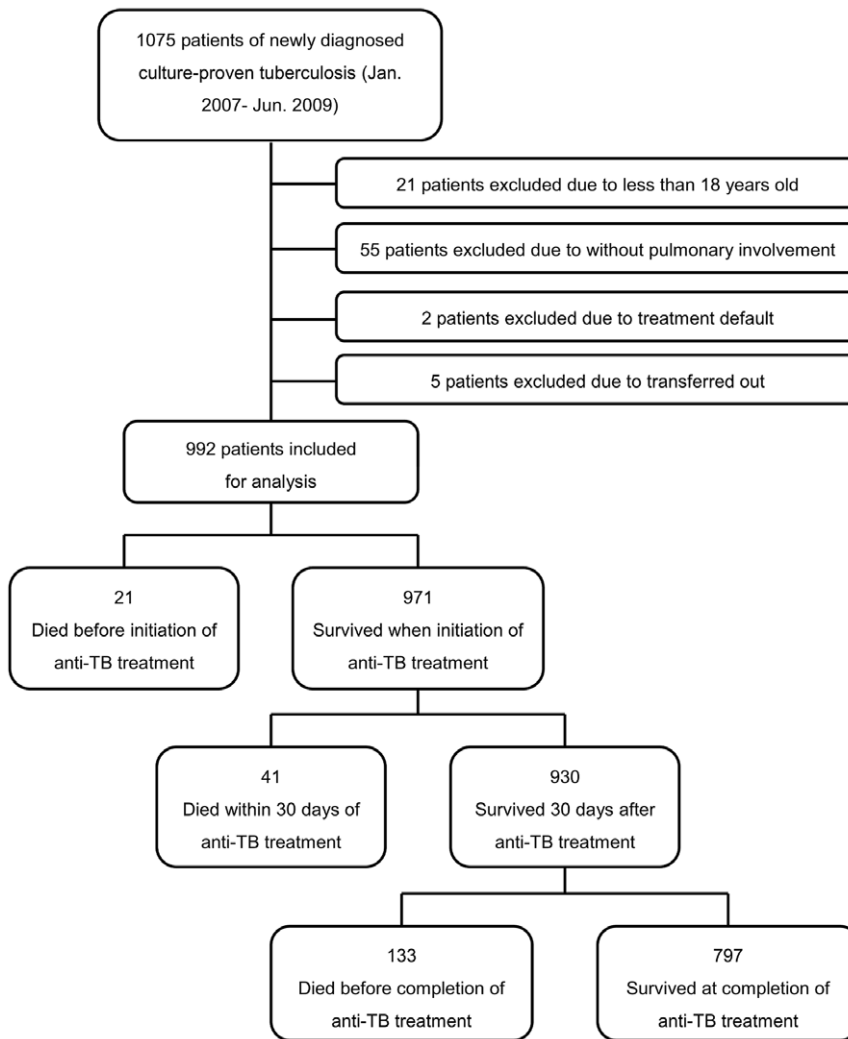 1075 patients of newly diagnosed
culture-proven tuberculosis (Jan.
2007- Jun. 2009)
21 patients excluded due to less than 18 years old
55 patients excluded due to without pulmonary involvement
2 patients excluded due to treatment default
5 patients excluded due to transferred out
992 patients included
for analysis
21
Died before initiation of
anti-TB treatment
971
Survived when initiation of
anti-TB treatment
41
Died within 30 days of
anti-TB treatment
930
Survived 30 days after
anti-TB treatment
133
Died before completion of
anti-TB treatment
797
Survived at completion of
anti-TB treatment